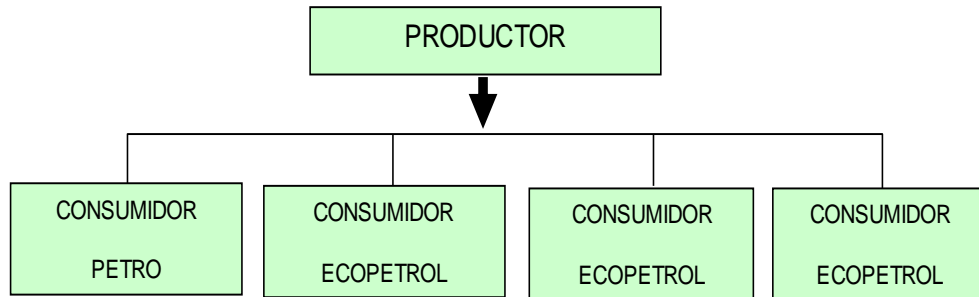 PRODUCTOR
CONSUMIDOR
PETRO
CONSUMIDOR
ECOPETROL
CONSUMIDOR
ECOPETROL
CONSUMIDOR
ECOPETROL